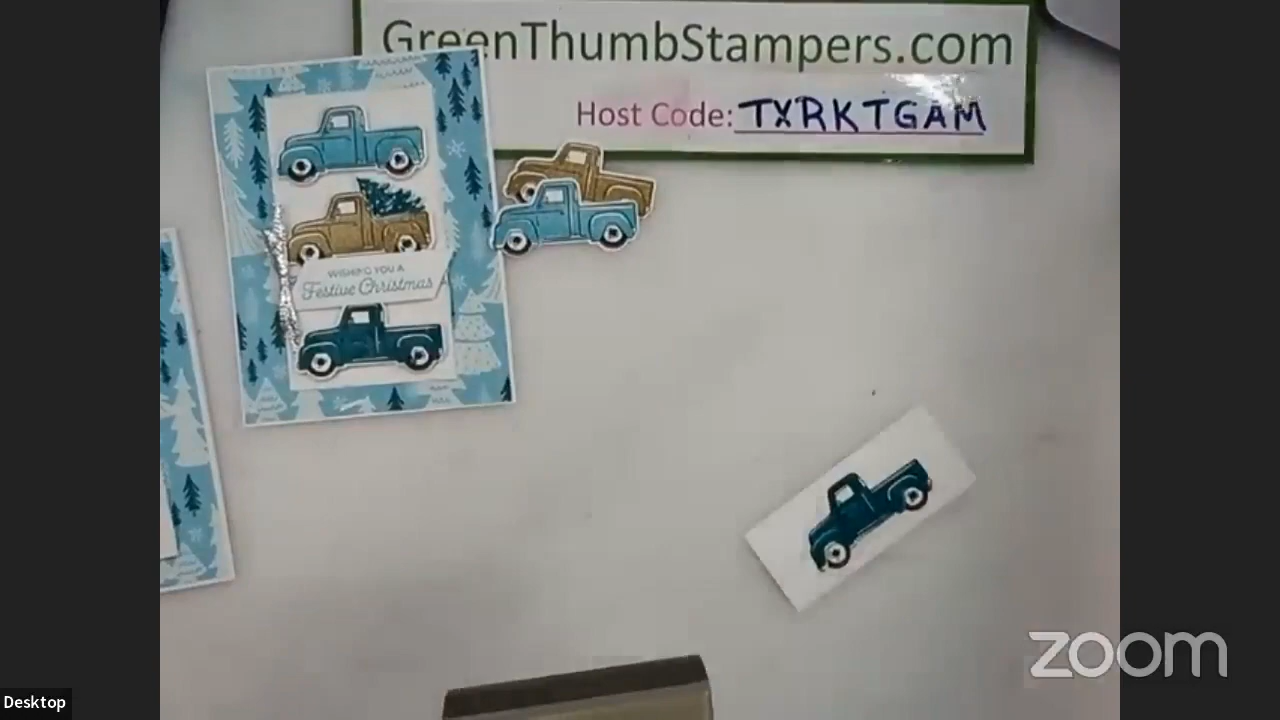 GreenThumbStampers.com
Host Code: TXRKTGAM
WISHING YOU A
Festive Christmas
zoom
Desktop